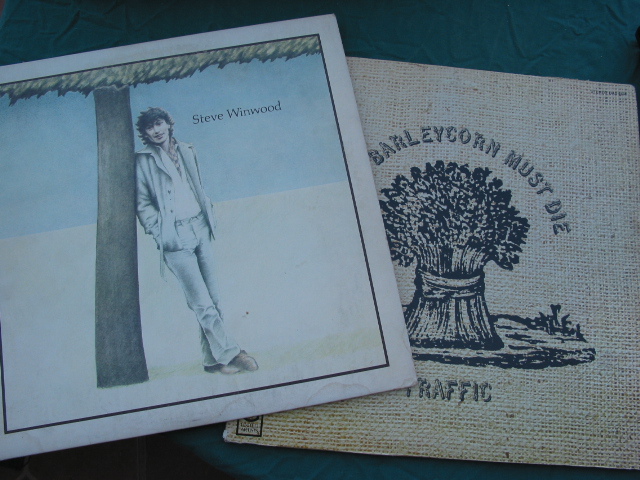 Steve Winwood
BARLEYCORN MUST DIE
TRAFFIC